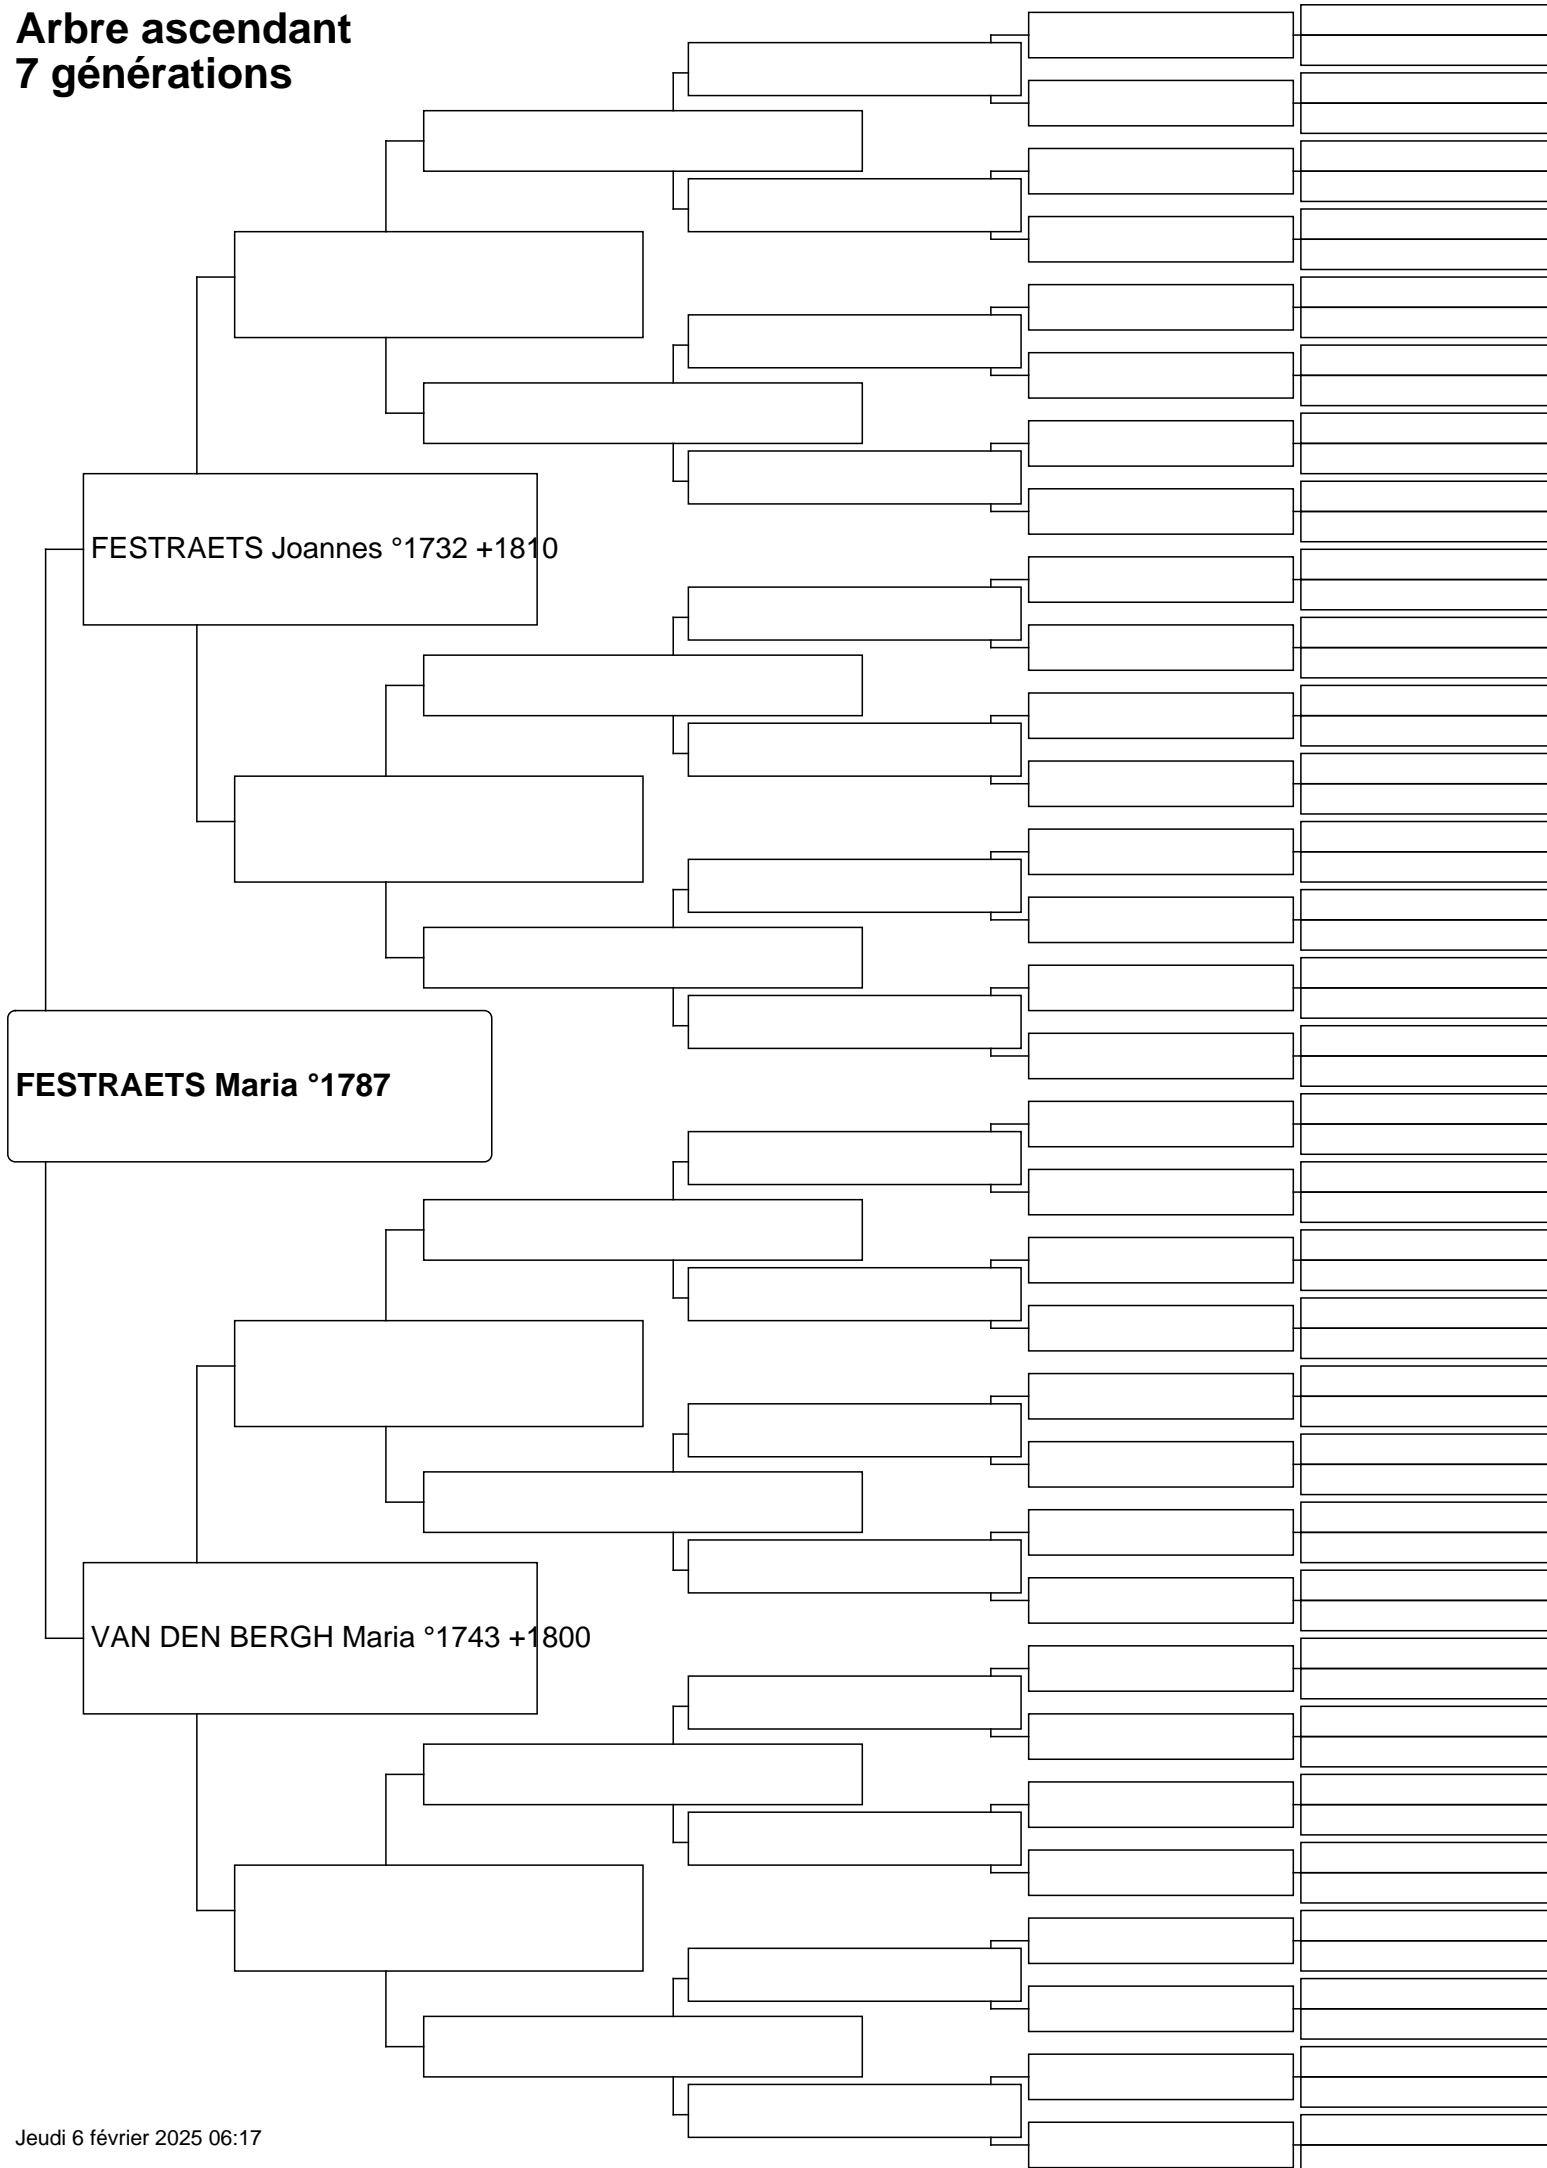 Arbre ascendant
7 générations
FESTRAETS Joannes °1732 +1810
FESTRAETS Maria °1787
VAN DEN BERGH Maria °1743 +1800
Jeudi 6 février 2025 06:17